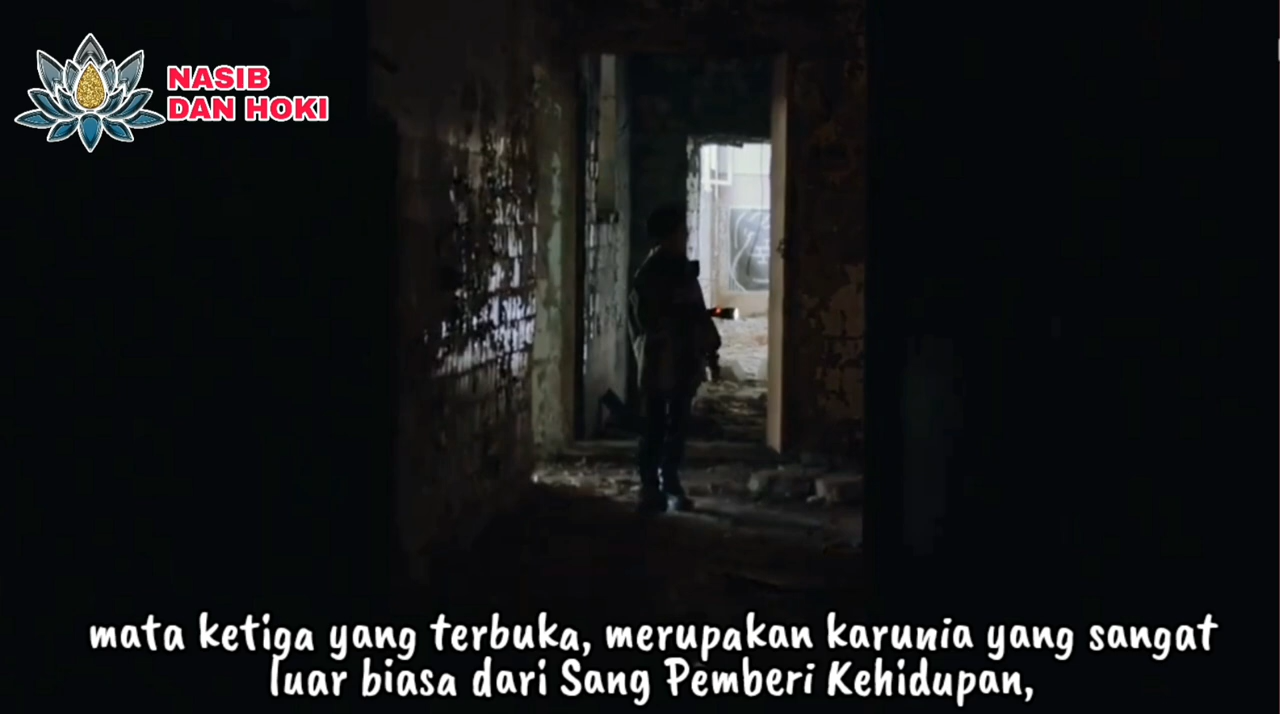 NASIB
DAN HOKI
mata ketiga yang terbuka, merupakan karunia yang sangat
luar biasa dari Sang Pemberi Kehidupan,